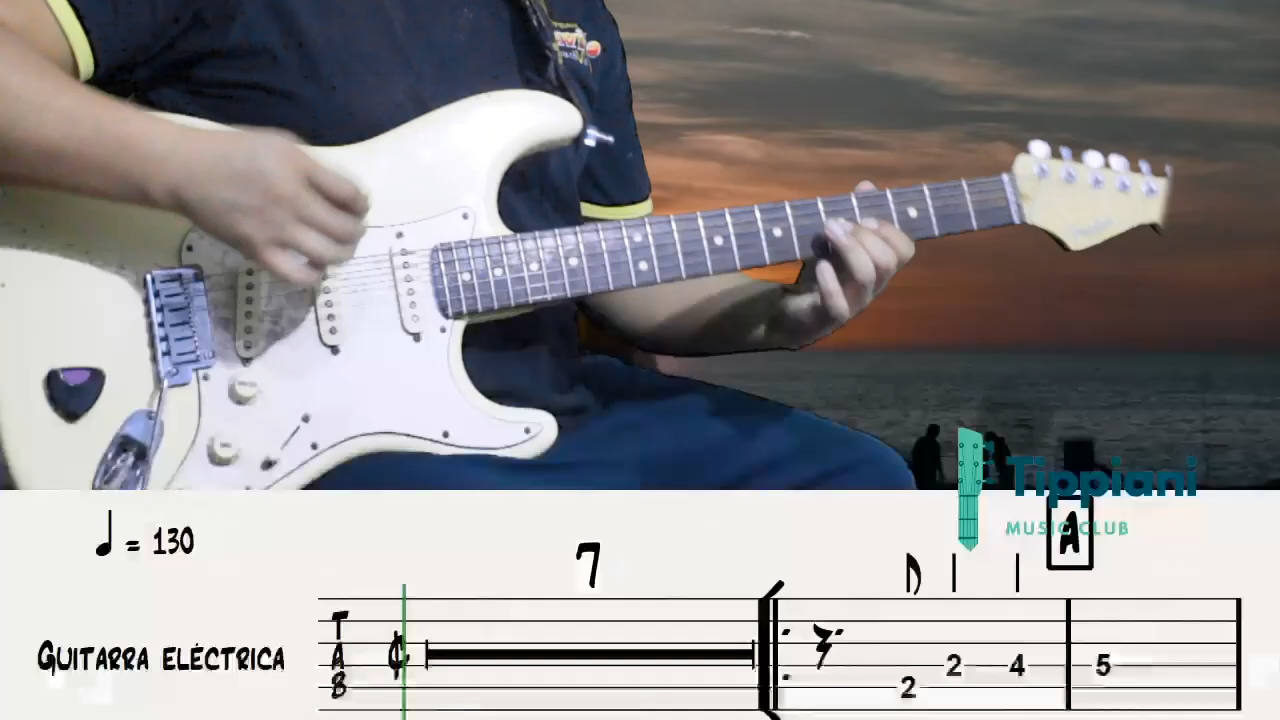 Tippiani
MUSIC CLUB
= 130
7
A
GUITARRA ELÉCTRICA
T
A
B
2
2
4
5